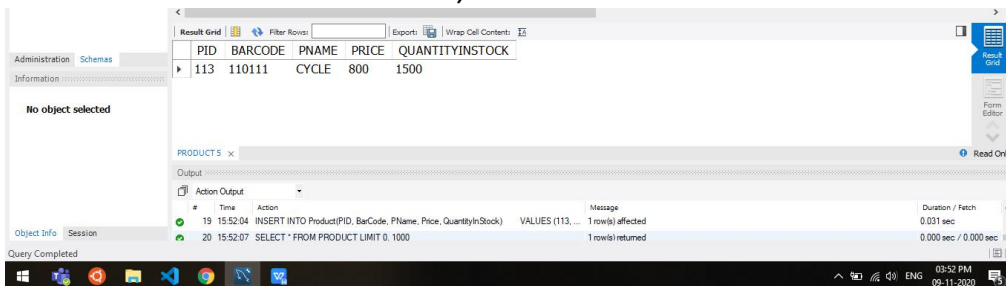 Result Grid Filter Rows: Export: Wrap Cell Content:
PID BARCODE PNAME PRICE QUANTITYINSTOCK
113 110111 CYCLE 800 1500
Result
Grid
Form
Editor
Administration Schemas
Information
No object selected
PRODUCT 5 Read Onl
Output
Action Output
# Time Action Message Duration / Fetch
19 15:52:04 INSERT INTO Product(PID, BarCode, PName, Price, QuantityInStock) VALUES (113, ... 1 row(s) affected 0.031 sec
20 15:52:07 SELECT * FROM PRODUCT LIMIT 0, 1000 1 row(s) returned 0.000 sec / 0.000 sec
Object Info Session
Query Completed
ENG 03:52 PM
09-11-2020